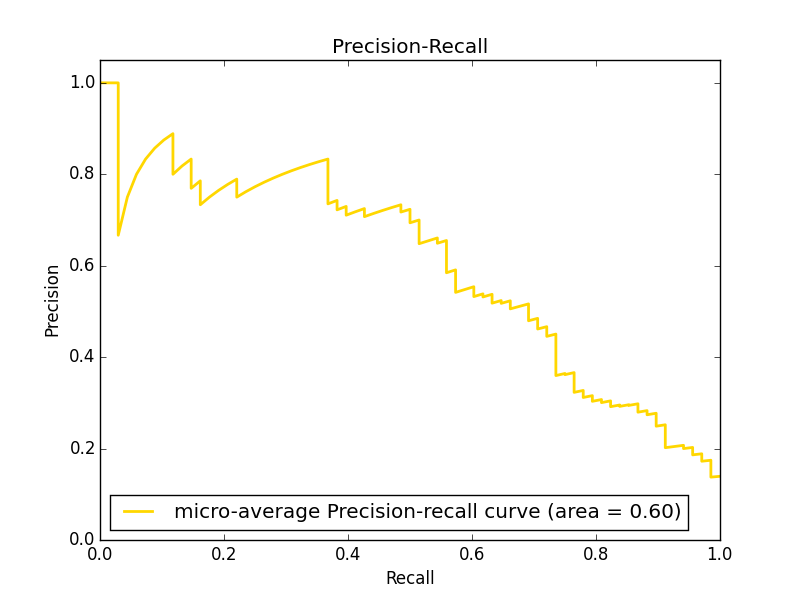 Precision-Recall
1.0
0.8
0.6
0.4
0.2
0.0
Precision
micro-average Precision-recall curve (area = 0.60)
0.0 0.2 0.4 0.6 0.8 1.0
Recall